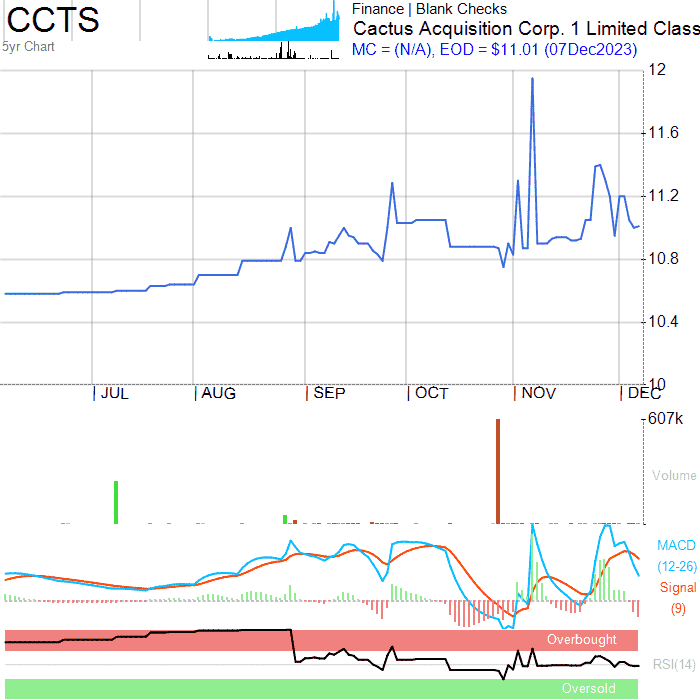 CCTS
5yr Chart
Finance | Blank Checks
Cactus Acquisition Corp. 1 Limited Class
MC = (N/A), EOD = $11.01 (07Dec2023)
12
11.6
11.2
10.8
10.4
10
JUL AUG SEP OCT NOV DEC
607k
Volume
MACD
(12-26)
Signal
(9)
Overbought
RSI(14)
Oversold